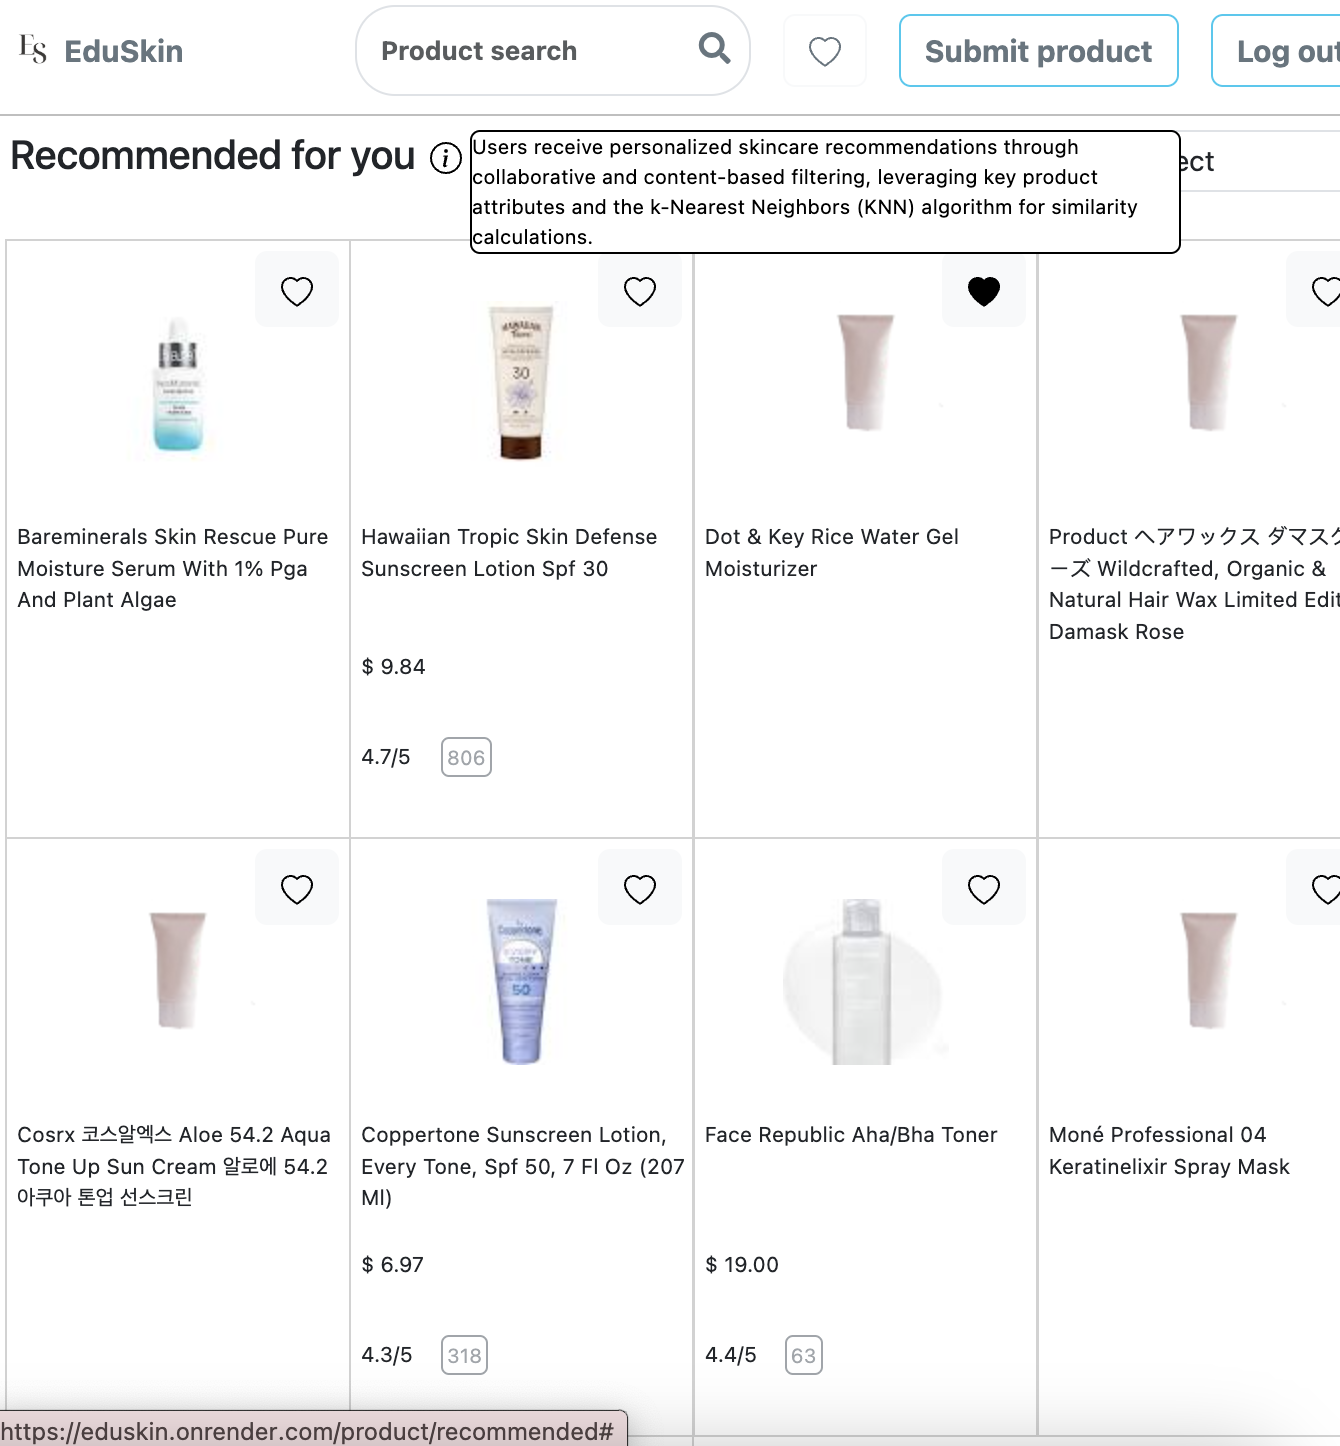 ES EduSkin
Product search
Submit product
Log out
Recommended for you
i
Users receive personalized skincare recommendations through
collaborative and content-based filtering, leveraging key product
attributes and the k-Nearest Neighbors (KNN) algorithm for similarity
calculations.
ect
HAWAIIAN
Tropic
30
Bareminerals Skin Rescue Pure
Moisture Serum With 1% Pga
And Plant Algae
Hawaiian Tropic Skin Defense
Sunscreen Lotion Spf 30
$ 9.84
4.7/5 806
Dot & Key Rice Water Gel
Moisturizer
Product ヘアワックス ダマスク
ーズ Wildcrafted, Organic &
Natural Hair Wax Limited Edit
Damask Rose
Coppertone
EVERY
TONE
50
Cosrx 코스알엑스 Aloe 54.2 Aqua
Tone Up Sun Cream 알로에 54.2
아쿠아 톤업 선스크린
Coppertone Sunscreen Lotion,
Every Tone, Spf 50, 7 Fl Oz (207
Ml)
$ 6.97
4.3/5 318
Face Republic Aha/Bha Toner
$ 19.00
4.4/5 63
Moné Professional 04
Keratinelixir Spray Mask
https://eduskin.onrender.com/product/recommended#